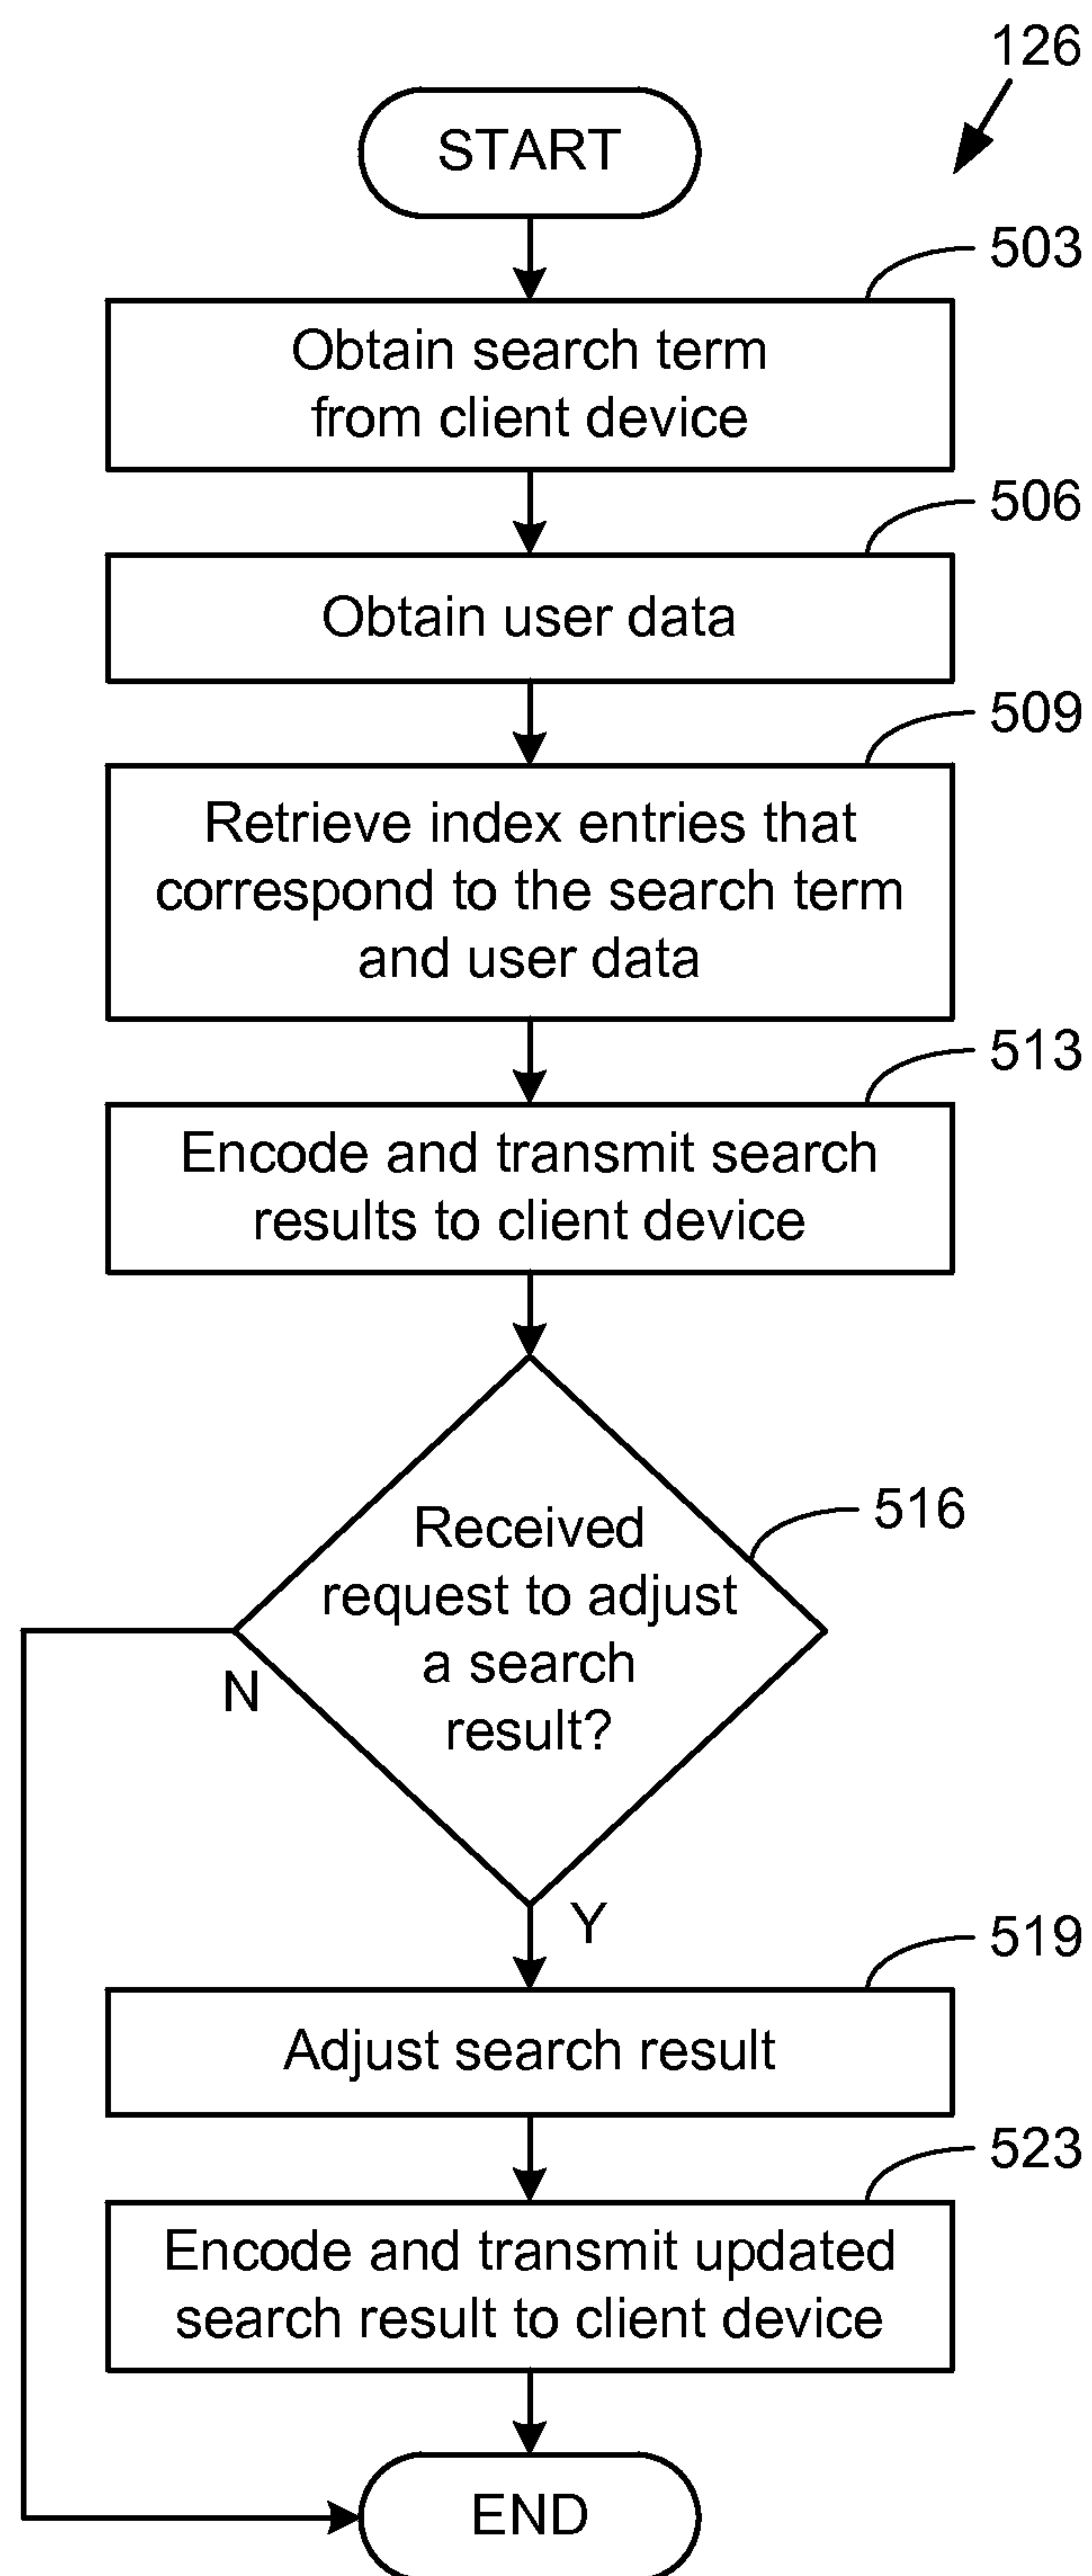 126
START
503
Obtain search term
from client device
506
Obtain user data
509
Retrieve index entries that
correspond to the search term
and user data
513
Encode and transmit search
results to client device
516
Received
request to adjust
a search
result?
N
Y
519
Adjust search result
523
Encode and transmit updated
search result to client device
END